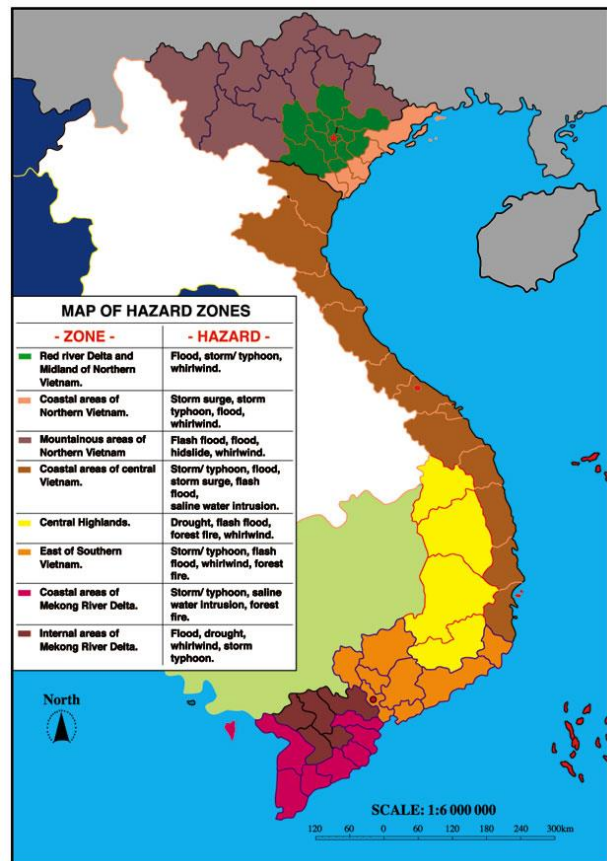 MAP OF HAZARD ZONES
- ZONE -
- HAZARD -
Red river Delta and
Midland of Northern
Vietnam.
Flood, storm/ typhoon,
whirlwind.
Coastal areas of
Northern Vietnam.
Storm surge, storm
typhoon, flood,
whirlwind.
Mountainous areas of
Northern Vietnam
Flash flood, flood,
hidslide, whirlwind.
Coastal areas of central
Vietnam.
Storm/ typhoon, flood,
storm surge, flash
flood,
saline water intrusion.
Central Highlands.
Drought, flash flood,
forest fire, whirlwind.
East of Southern
Vietnam.
Storm/ typhoon, flash
flood, whirlwind, forest
fire.
Coastal areas of
Mekong River Delta.
Storm/ typhoon, saline
water intrusion, forest
fire.
Internal areas of
Mekong River Delta.
Flood, drought,
whirlwind, storm
typhoon.
North
SCALE: 1:6 000 000
120 60 0 60 120 180 240 300km